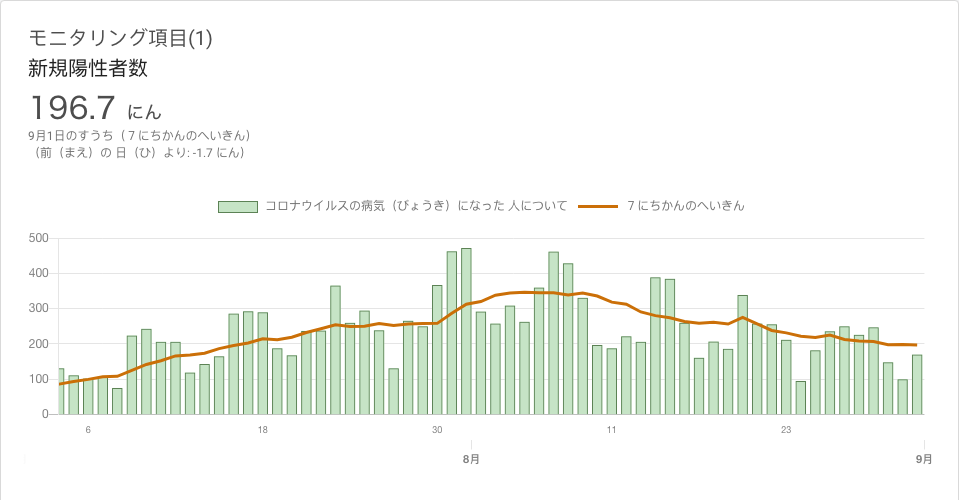 モニタリング項目(1)
新規陽性者数
196.7 にん
9月1日のすうち（７にちかんのへいきん）
（前（まえ）の 日（ひ）より: -1.7 にん）
コロナウイルスの病気（びょうき）になった 人について　７にちかんのへいきん
500
400
300
200
100
0
6 18 30 11 23
8月 9月